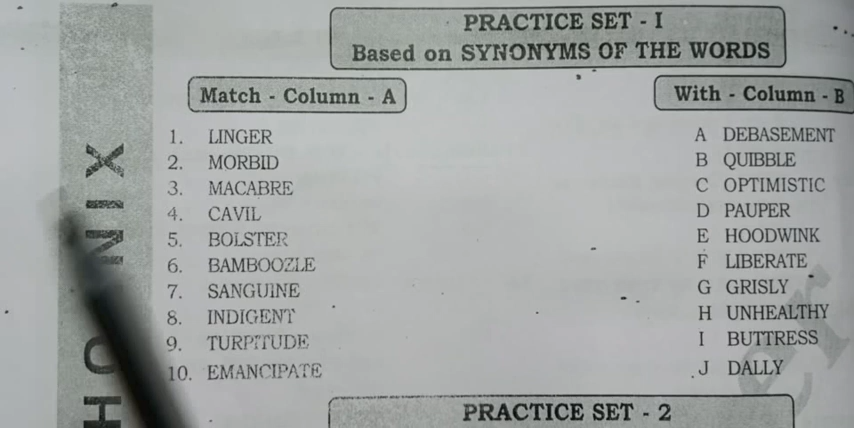 PRACTICE SET - I
Based on SYNONYMS OF THE WORDS
Match - Column - A
With - Column - B
1. LINGER
A DEBASEMENT
2. MORBID
B QUIBBLE
3. MACABRE
C OPTIMISTIC
4. CAVIL
D PAUPER
5. BOLSTER
E HOODWINK
6. BAMBOOZLE
F LIBERATE
7. SANGUINE
G GRISLY
8. INDIGENT
H UNHEALTHY
9. TURPITUDE
I BUTTRESS
10. EMANCIPATE
J DALLY
PRACTICE SET - 2